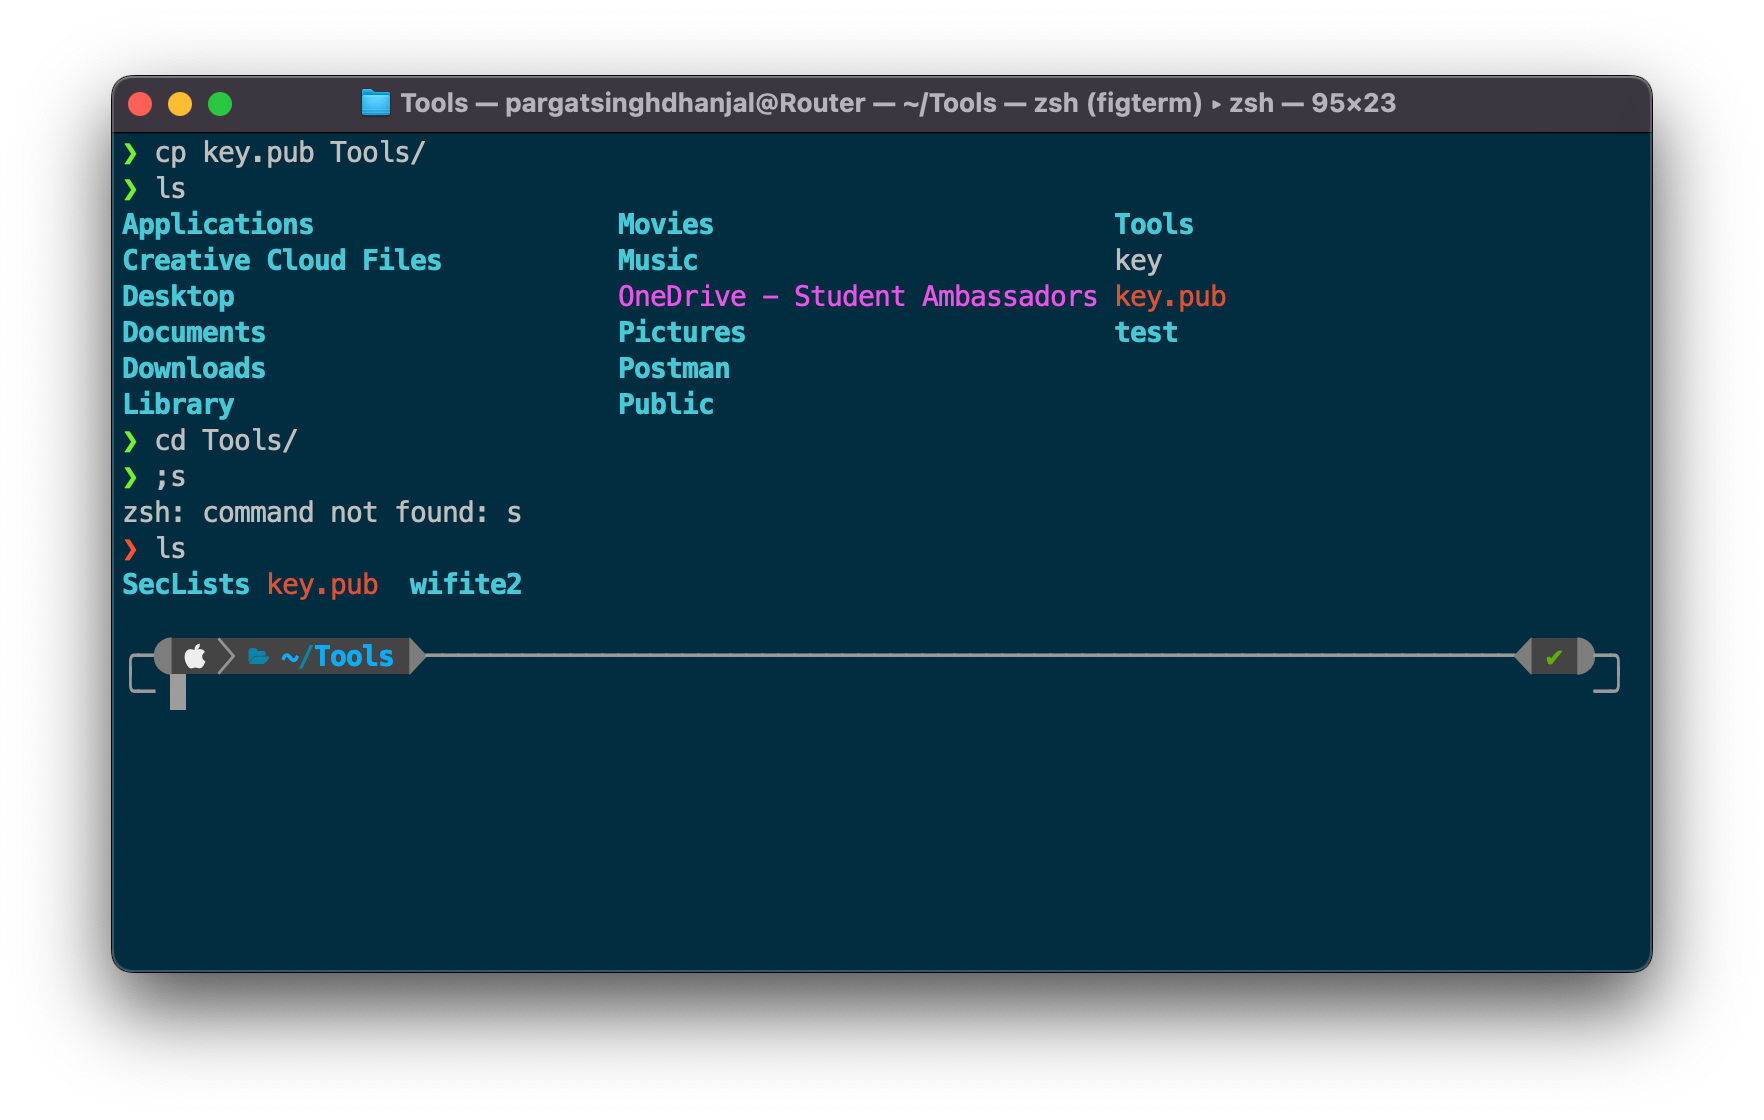 Tools — pargatsinghdhanjal@Router — ~/Tools — zsh (figterm) ▸ zsh — 95×23
❯ cp key.pub Tools/
❯ ls
Applications Movies Tools
Creative Cloud Files Music key
Desktop OneDrive - Student Ambassadors key.pub
Documents Pictures test
Downloads Postman
Library Public
❯ cd Tools/
❯ ;s
zsh: command not found: s
❯ ls
SecLists key.pub wifite2
~/Tools ✔